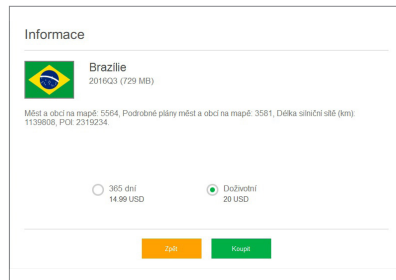 Informace
Brazílie
2016Q3 (729 MB)
Měst a obcí na mapě: 5564, Podrobné plány měst a obcí na mapě: 3581, Délka silniční sítě (km):
1139808, POI: 2319234.
365 dní
14.99 USD
Doživotní
20 USD
Zpět
Koupit